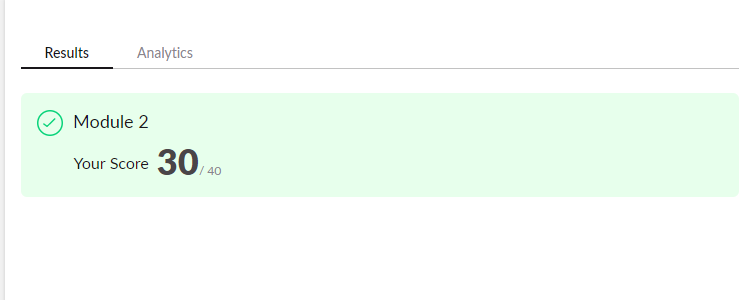 Results Analytics
Module 2
Your Score 30 / 40